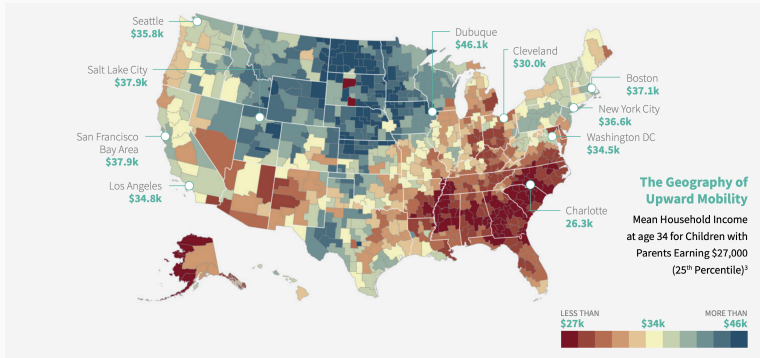 Seattle
$35.8k
Dubuque
$46.1k
Cleveland
$30.0k
Salt Lake City
$37.9k
Boston
$37.1k
New York City
$36.6k
San Francisco
Bay Area
$37.9k
Washington DC
$34.5k
Los Angeles
$34.8k
Charlotte
26.3k
The Geography of
Upward Mobility
Mean Household Income
at age 34 for Children with
Parents Earning $27,000
(25th Percentile)3
LESS THAN
$27k
$34k
MORE THAN
$46k